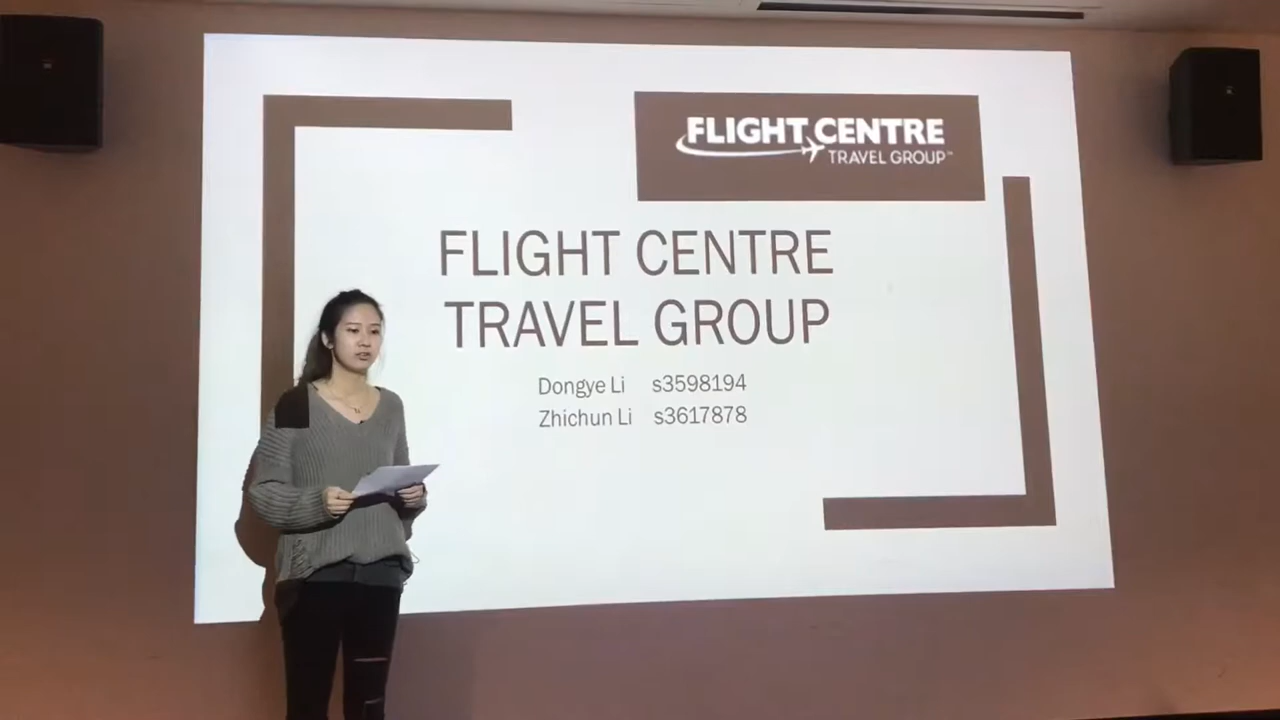 FLIGHT CENTRE
TRAVEL GROUP™
FLIGHT CENTRE
TRAVEL GROUP
Dongye Li s3598194
Zhichun Li s3617878